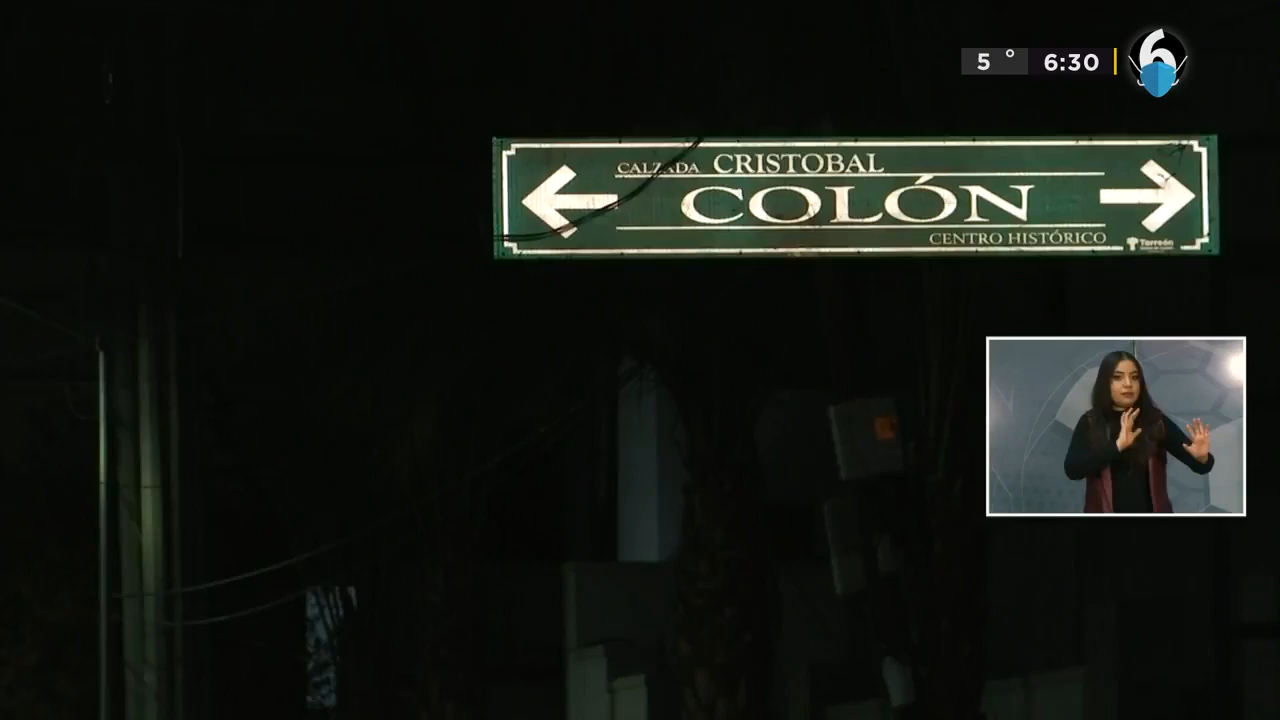 5 ° 6:30 6
CALZADA CRISTOBAL
COLÓN
CENTRO HISTÓRICO
Torreón